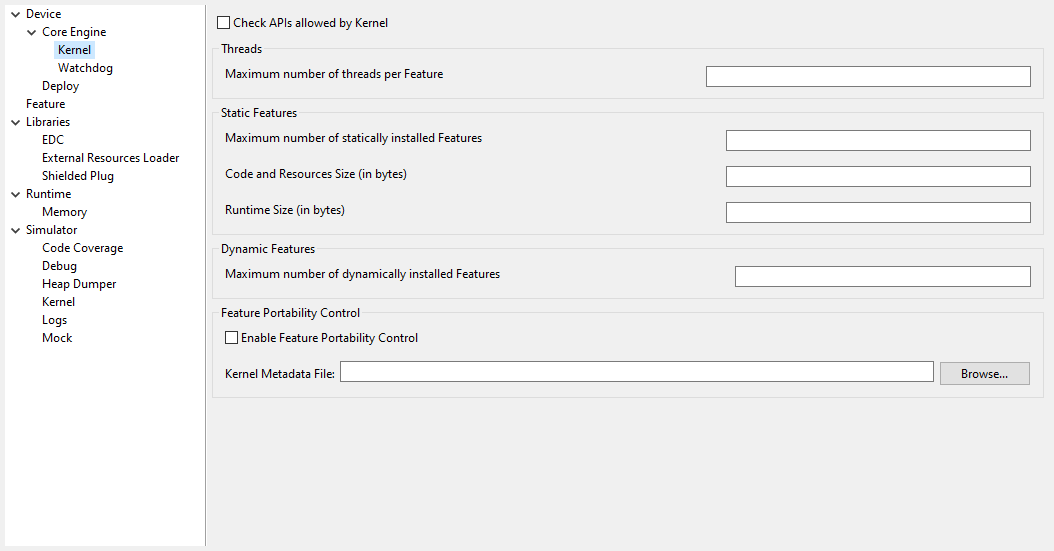 Device
Core Engine
Kernel
Watchdog
Deploy
Feature
Libraries
EDC
External Resources Loader
Shielded Plug
Runtime
Memory
Simulator
Code Coverage
Debug
Heap Dumper
Kernel
Logs
Mock
Check APIs allowed by Kernel
Threads
Maximum number of threads per Feature
Static Features
Maximum number of statically installed Features
Code and Resources Size (in bytes)
Runtime Size (in bytes)
Dynamic Features
Maximum number of dynamically installed Features
Feature Portability Control
Enable Feature Portability Control
Kernel Metadata File: Browse...